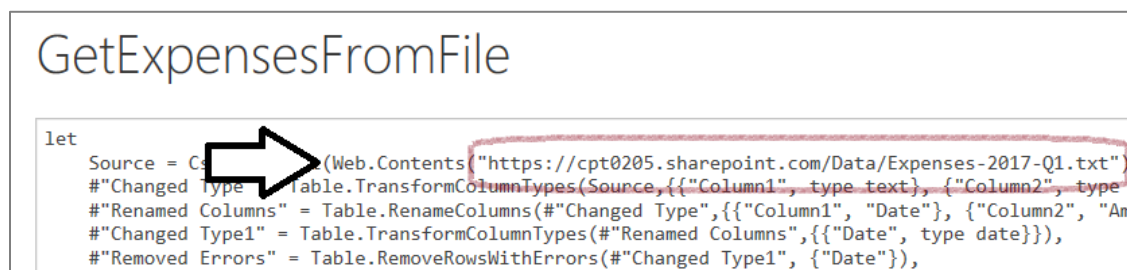 GetExpensesFromFile
let
Source = (Web.Contents("https://cpt0205.sharepoint.com/Data/Expenses-2017-Q1.txt")
#"Changed Type Table.TransformColumnTypes(Source,{{"Column1", type text}, {"Column2", type
#"Renamed Columns" = Table.RenameColumns(#"Changed Type",{{"Column1", "Date"}, {"Column2", "Am
#"Changed Type1" = Table.TransformColumnTypes(#"Renamed Columns",{{"Date", type date}}),
#"Removed Errors" = Table.RemoveRowsWithErrors(#"Changed Type1", {"Date"}),